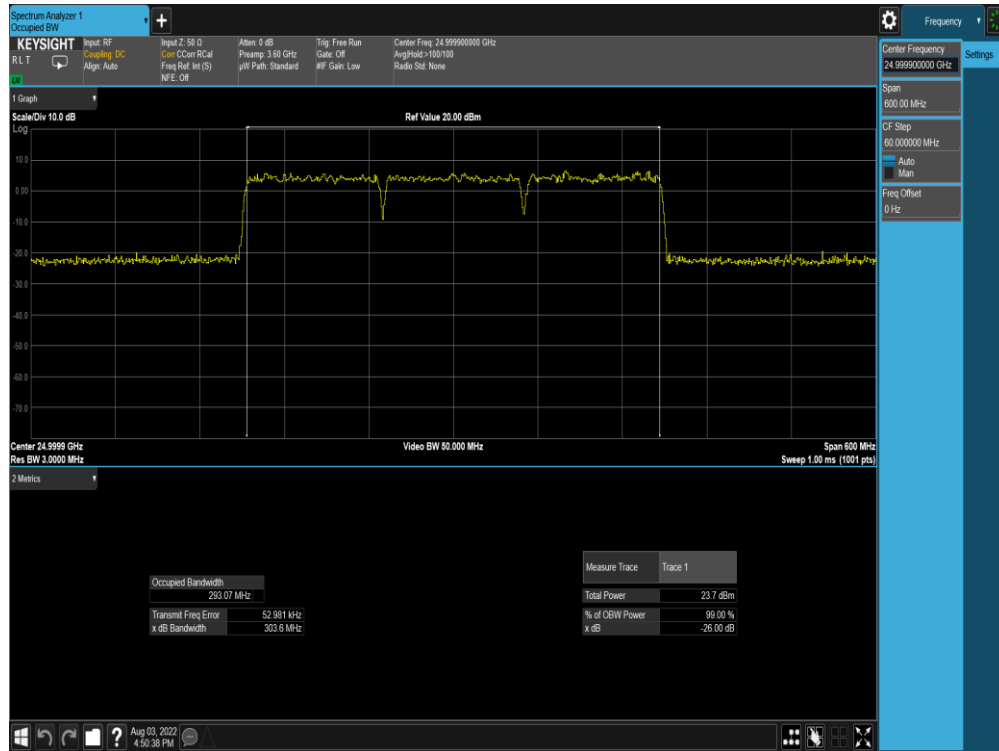 Spectrum Analyzer 1
Occupied BW
+
Frequency
KEYSIGHT
R L T
LNI
Input: RF
Coupling: DC
Align: Auto
Input Z: 50 Ω
Corr CCorr RCal
Freq Ref: Int (S)
NFE: Off
Atten: 0 dB
Preamp: 3.60 GHz
µW Path: Standard
Trig: Free Run
Gate: Off
#IF Gain: Low
Center Freq: 24.999900000 GHz
Avg|Hold:>100/100
Radio Std: None
Center Frequency
24.999900000 GHz
Settings
Span
600.00 MHz
CF Step
60.000000 MHz
Auto
Man
Freq Offset
0 Hz
1 Graph
Scale/Div 10.0 dB
Ref Value 20.00 dBm
Log
10.0
0.00
-10.0
-20.0
-30.0
-40.0
-50.0
-60.0
-70.0
Center 24.9999 GHz
Video BW 50.000 MHz
Span 600 MHz
Res BW 3.0000 MHz
Sweep 1.00 ms (1001 pts)
2 Metrics
Occupied Bandwidth
293.07 MHz
Transmit Freq Error 52.981 kHz
x dB Bandwidth 303.6 MHz
Measure Trace Trace 1
Total Power 23.7 dBm
% of OBW Power 99.00 %
x dB -26.00 dB
?
Aug 03, 2022
4:50:38 PM